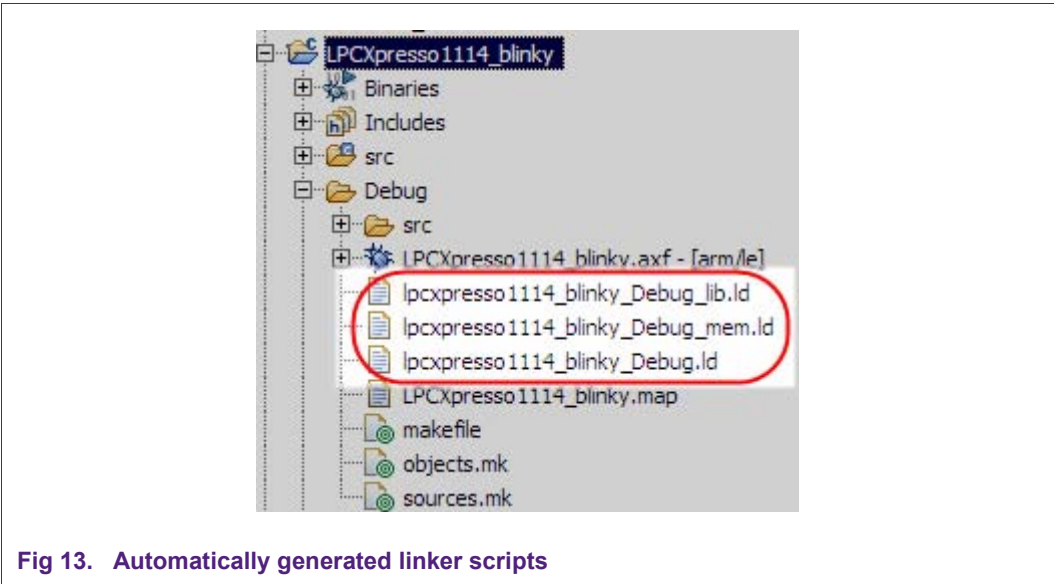 LPCXpresso1114_blinky
Binaries
Includes
src
Debug
src
LPCXpresso1114_blinky.axf - [arm/le]
lpcxpresso1114_blinky_Debug_lib.ld
lpcxpresso1114_blinky_Debug_mem.ld
lpcxpresso1114_blinky_Debug.ld
LPCXpresso1114_blinky.map
makefile
objects.mk
sources.mk
Fig 13. Automatically generated linker scripts